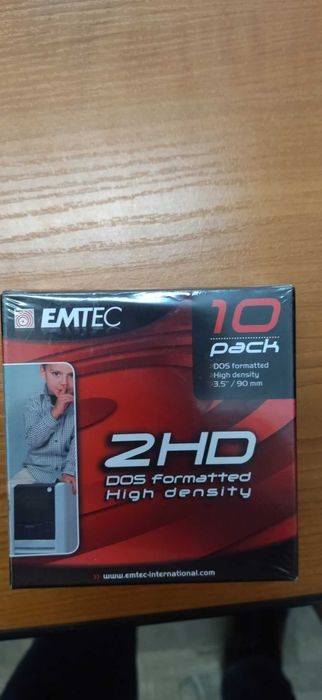 EMTEC
10
pack
DOS formatted
High density
3,5" / 90 mm
2HD
DOS formatted
High density
>> www.emtec-international.com